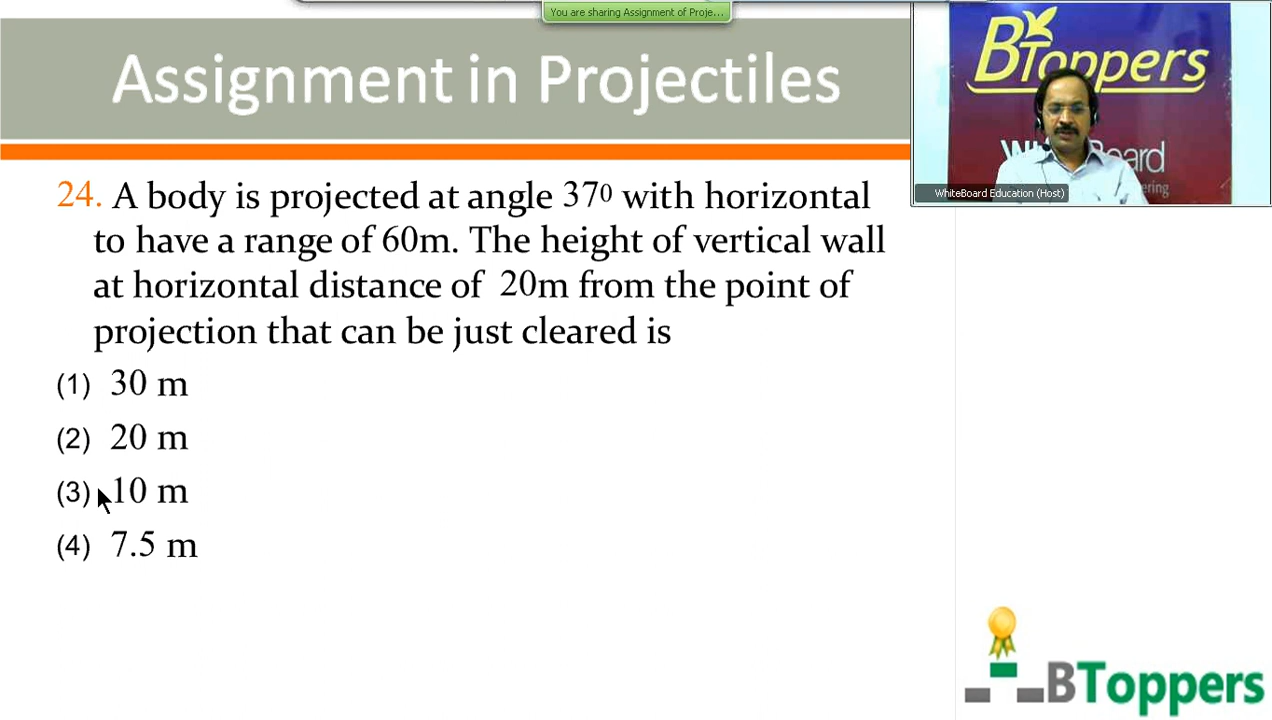 You are sharing Assignment of Proje...
Assignment in Projectiles
BToppers
Wh Board
ering
WhiteBoard Education (Host)
24. A body is projected at angle 37⁰ with horizontal
to have a range of 60m. The height of vertical wall
at horizontal distance of 20m from the point of
projection that can be just cleared is
(1) 30 m
(2) 20 m
(3) 10 m
(4) 7.5 m
BToppers